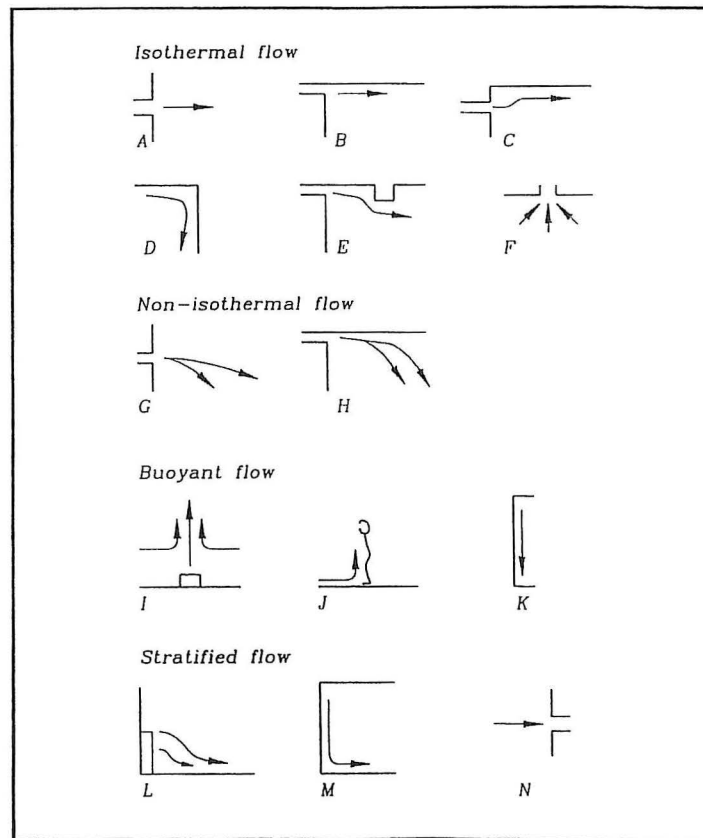 Isothermal flow
A B C
D E F
Non-isothermal flow
G H
Buoyant flow
I J K
Stratified flow
L M N